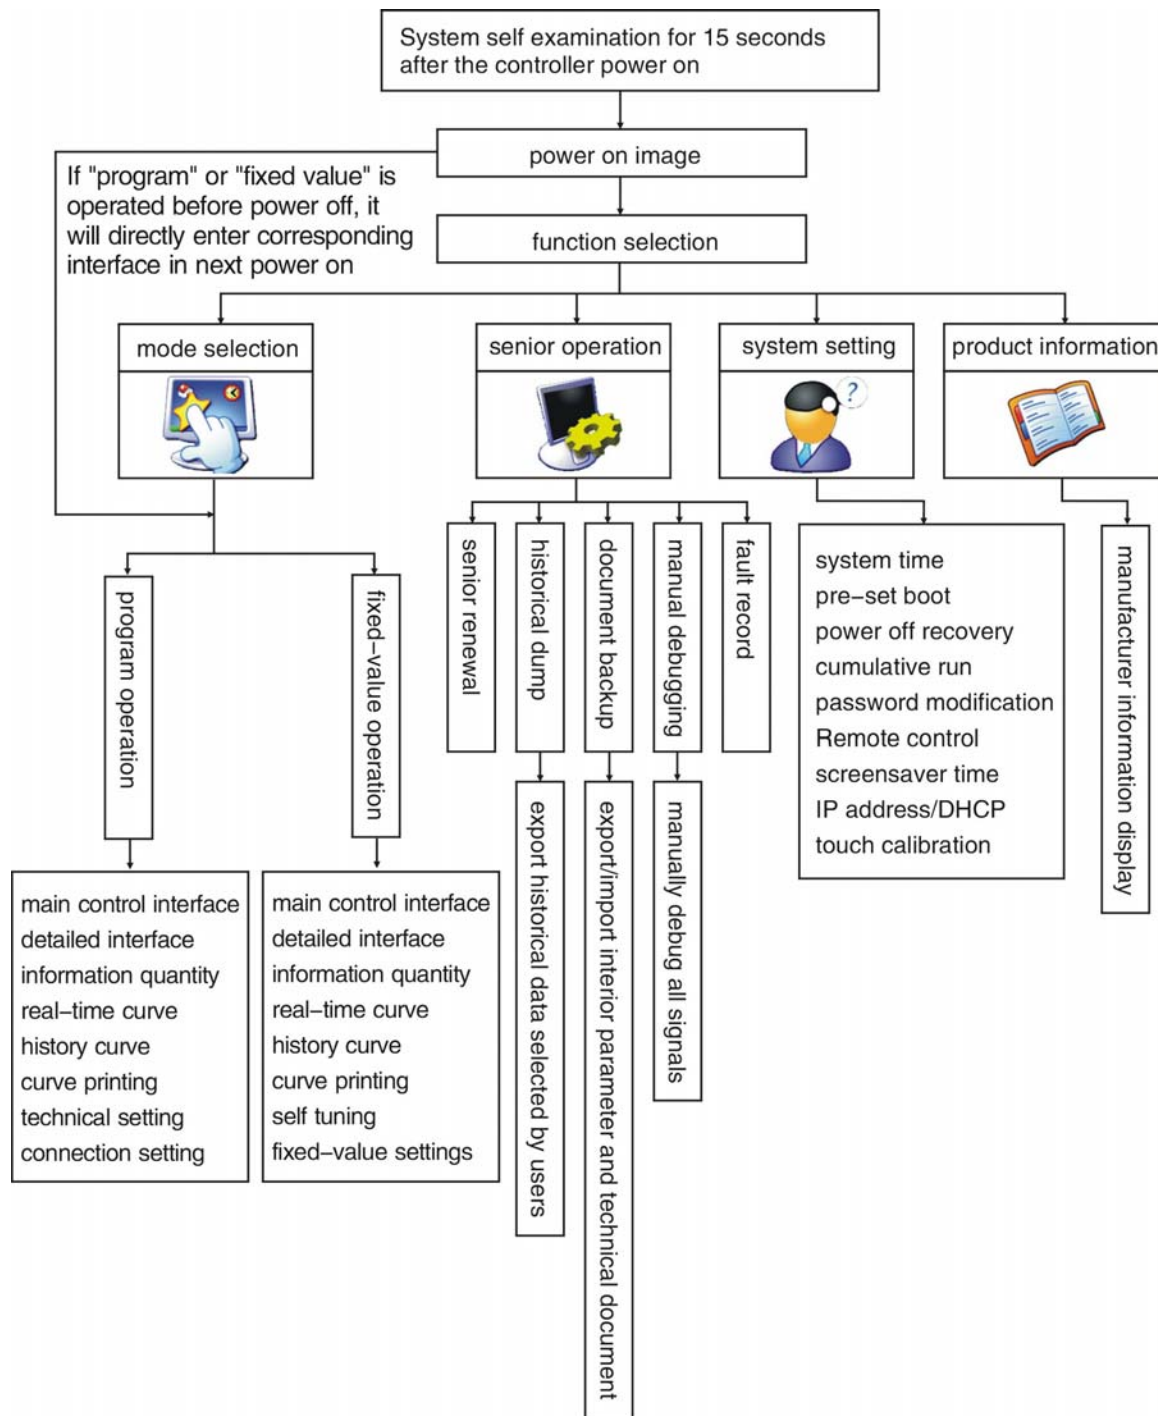 System self examination for 15 seconds
after the controller power on
power on image
If "program" or "fixed value" is
operated before power off, it
will directly enter corresponding
interface in next power on
function selection
mode selection
senior operation
system setting
product information
?
program operation
fixed-value operation
senior renewal
historical dump
document backup
manual debugging
fault record
system time
pre-set boot
power off recovery
cumulative run
password modification
Remote control
screensaver time
IP address/DHCP
touch calibration
manufacturer information display
main control interface
detailed interface
information quantity
real-time curve
history curve
curve printing
technical setting
connection setting
main control interface
detailed interface
information quantity
real-time curve
history curve
curve printing
self tuning
fixed-value settings
export historical data selected by users
export/import interior parameter and technical document
manually debug all signals